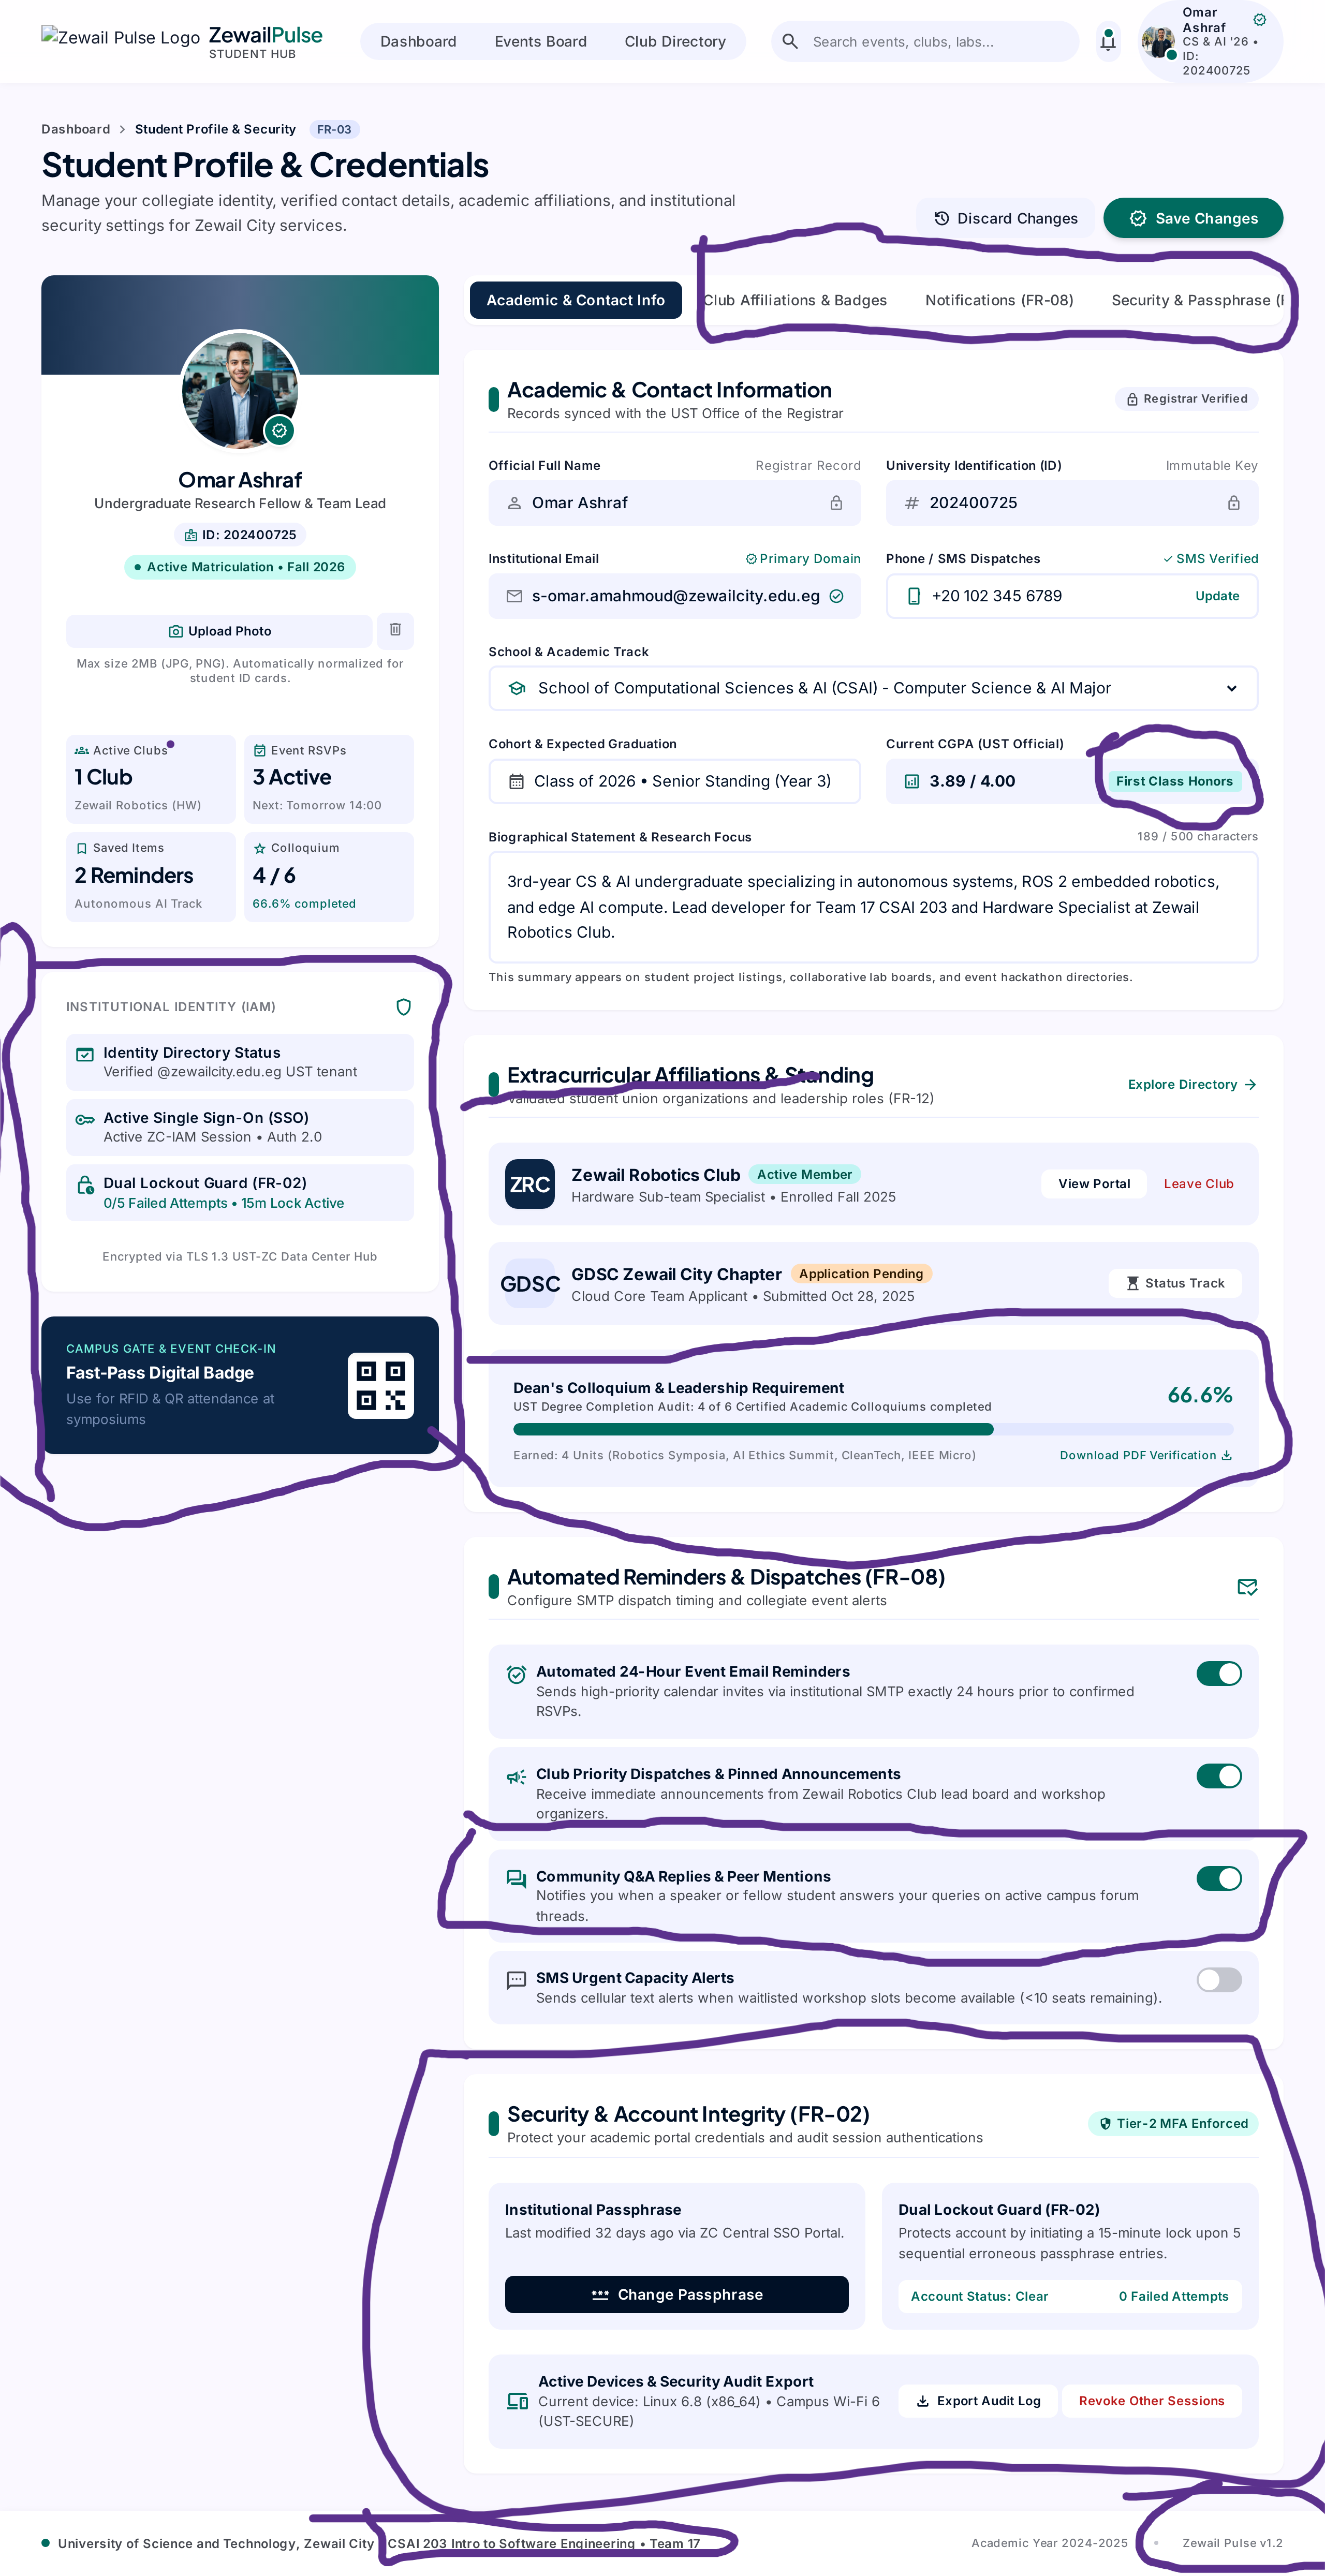 Zewail Pulse Logo
ZewailPulse
STUDENT HUB
Dashboard
Events Board
Club Directory
Search events, clubs, labs...
Omar
Ashraf
CS & AI '26 •
ID:
202400725
Dashboard
Student Profile & Security
FR-03
Student Profile & Credentials
Manage your collegiate identity, verified contact details, academic affiliations, and institutional
security settings for Zewail City services.
Discard Changes
Save Changes
Omar Ashraf
Undergraduate Research Fellow & Team Lead
ID: 202400725
Active Matriculation • Fall 2026
Upload Photo
Max size 2MB (JPG, PNG). Automatically normalized for
student ID cards.
Active Clubs
1 Club
Zewail Robotics (HW)
Event RSVPs
3 Active
Next: Tomorrow 14:00
Saved Items
2 Reminders
Autonomous AI Track
Colloquium
4 / 6
66.6% completed
INSTITUTIONAL IDENTITY (IAM)
Identity Directory Status
Verified @zewailcity.edu.eg UST tenant
Active Single Sign-On (SSO)
Active ZC-IAM Session • Auth 2.0
Dual Lockout Guard (FR-02)
0/5 Failed Attempts • 15m Lock Active
Encrypted via TLS 1.3 UST-ZC Data Center Hub
CAMPUS GATE & EVENT CHECK-IN
Fast-Pass Digital Badge
Use for RFID & QR attendance at
symposiums
Academic & Contact Info
Club Affiliations & Badges
Notifications (FR-08)
Security & Passphrase (F
Academic & Contact Information
Records synced with the UST Office of the Registrar
Registrar Verified
Official Full Name
Registrar Record
Omar Ashraf
University Identification (ID)
Immutable Key
# 202400725
Institutional Email
Primary Domain
s-omar.amahmoud@zewailcity.edu.eg
Phone / SMS Dispatches
SMS Verified
+20 102 345 6789
Update
School & Academic Track
School of Computational Sciences & AI (CSAI) - Computer Science & AI Major
Cohort & Expected Graduation
Class of 2026 • Senior Standing (Year 3)
Current CGPA (UST Official)
3.89 / 4.00
First Class Honors
Biographical Statement & Research Focus
189 / 500 characters
3rd-year CS & AI undergraduate specializing in autonomous systems, ROS 2 embedded robotics,
and edge AI compute. Lead developer for Team 17 CSAI 203 and Hardware Specialist at Zewail
Robotics Club.
This summary appears on student project listings, collaborative lab boards, and event hackathon directories.
Extracurricular Affiliations & Standing
Validated student union organizations and leadership roles (FR-12)
Explore Directory
ZRC
Zewail Robotics Club
Active Member
Hardware Sub-team Specialist • Enrolled Fall 2025
View Portal
Leave Club
GDSC
GDSC Zewail City Chapter
Application Pending
Cloud Core Team Applicant • Submitted Oct 28, 2025
Status Track
Dean's Colloquium & Leadership Requirement
UST Degree Completion Audit: 4 of 6 Certified Academic Colloquiums completed
66.6%
Earned: 4 Units (Robotics Symposia, AI Ethics Summit, CleanTech, IEEE Micro)
Download PDF Verification
Automated Reminders & Dispatches (FR-08)
Configure SMTP dispatch timing and collegiate event alerts
Automated 24-Hour Event Email Reminders
Sends high-priority calendar invites via institutional SMTP exactly 24 hours prior to confirmed
RSVPs.
Club Priority Dispatches & Pinned Announcements
Receive immediate announcements from Zewail Robotics Club lead board and workshop
organizers.
Community Q&A Replies & Peer Mentions
Notifies you when a speaker or fellow student answers your queries on active campus forum
threads.
SMS Urgent Capacity Alerts
Sends cellular text alerts when waitlisted workshop slots become available (<10 seats remaining).
Security & Account Integrity (FR-02)
Protect your academic portal credentials and audit session authentications
Tier-2 MFA Enforced
Institutional Passphrase
Last modified 32 days ago via ZC Central SSO Portal.
Change Passphrase
Dual Lockout Guard (FR-02)
Protects account by initiating a 15-minute lock upon 5
sequential erroneous passphrase entries.
Account Status: Clear
0 Failed Attempts
Active Devices & Security Audit Export
Current device: Linux 6.8 (x86_64) • Campus Wi-Fi 6
(UST-SECURE)
Export Audit Log
Revoke Other Sessions
University of Science and Technology, Zewail City
CSAI 203 Intro to Software Engineering • Team 17
Academic Year 2024-2025
•
Zewail Pulse v1.2